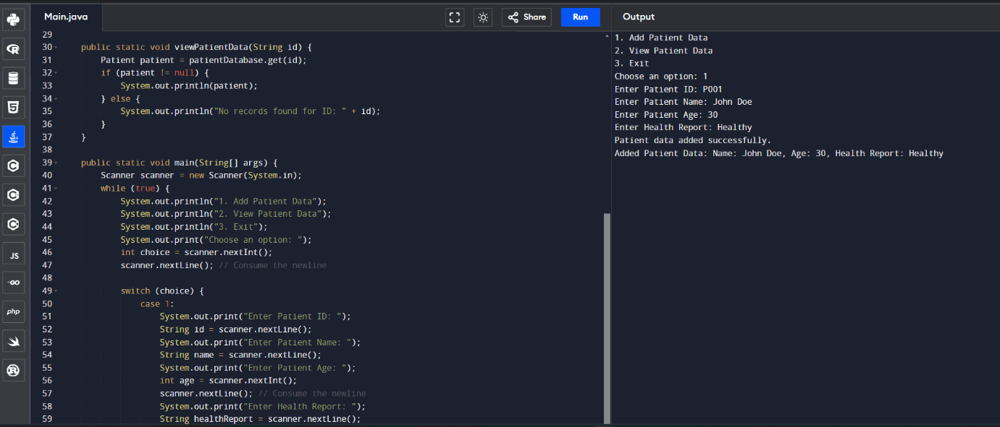 Main.java
Share
Run
Output
29
30 public static void viewPatientData(String id) {
31 Patient patient = patientDatabase.get(id);
32 if (patient != null) {
33 System.out.println(patient);
34 } else {
35 System.out.println("No records found for ID: " + id);
36 }
37 }
38
39 public static void main(String[] args) {
40 Scanner scanner = new Scanner(System.in);
41 while (true) {
42 System.out.println("1. Add Patient Data");
43 System.out.println("2. View Patient Data");
44 System.out.println("3. Exit");
45 System.out.print("Choose an option: ");
46 int choice = scanner.nextInt();
47 scanner.nextLine(); // Consume the newline
48
49 switch (choice) {
50 case 1:
51 System.out.print("Enter Patient ID: ");
52 String id = scanner.nextLine();
53 System.out.print("Enter Patient Name: ");
54 String name = scanner.nextLine();
55 System.out.print("Enter Patient Age: ");
56 int age = scanner.nextInt();
57 scanner.nextLine(); // Consume the newline
58 System.out.print("Enter Health Report: ");
59 String healthReport = scanner.nextLine();
1. Add Patient Data
2. View Patient Data
3. Exit
Choose an option: 1
Enter Patient ID: P001
Enter Patient Name: John Doe
Enter Patient Age: 30
Enter Health Report: Healthy
Patient data added successfully.
Added Patient Data: Name: John Doe, Age: 30, Health Report: Healthy
R
5
C
C
C
JS
GO
php
R